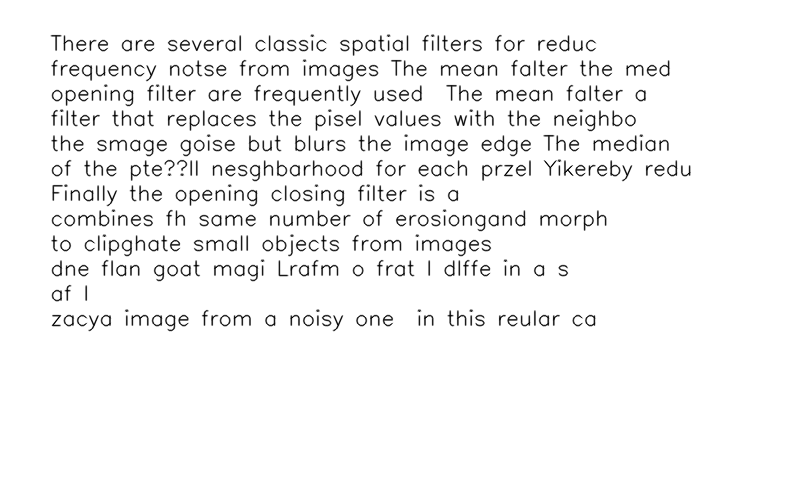 There are several classic spatial filters for reduc
frequency notse from images The mean falter the med
opening filter are frequently used  The mean falter a
filter that replaces the pisel values with the neighbo
the smage goise but blurs the image edge The median
of the pte??ll nesghbarhood for each przel Yikereby redu
Finally the opening closing filter is a
combines fh same number of erosiongand morph
to clipghate small objects from images
dne flan goat magi Lrafm o frat l dlffe in a s
af l
zacya image from a noisy one  in this reular ca